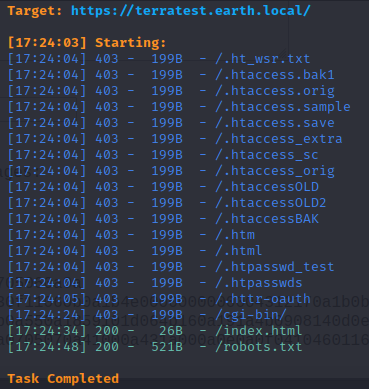 Target: https://terratest.earth.local/
[17:24:03] Starting:
[17:24:04] 403 - 199B - /.ht_wsr.txt
[17:24:04] 403 - 199B - /.htaccess.bak1
[17:24:04] 403 - 199B - /.htaccess.orig
[17:24:04] 403 - 199B - /.htaccess.sample
[17:24:04] 403 - 199B - /.htaccess.save
[17:24:04] 403 - 199B - /.htaccess_extra
[17:24:04] 403 - 199B - /.htaccess_sc
[17:24:04] 403 - 199B - /.htaccess_orig
[17:24:04] 403 - 199B - /.htaccessOLD
[17:24:04] 403 - 199B - /.htaccessOLD2
[17:24:04] 403 - 199B - /.htaccessBAK
[17:24:04] 403 - 199B - /.htm
[17:24:04] 403 - 199B - /.html
[17:24:04] 403 - 199B - /.htpasswd_test
[17:24:04] 403 - 199B - /.htpasswds
[17:24:05] 403 - 199B - /.httr-oauth
[17:24:24] 403 - 199B - /cgi-bin/
[17:24:34] 200 - 26B - /index.html
[17:24:48] 200 - 521B - /robots.txt
Task Completed